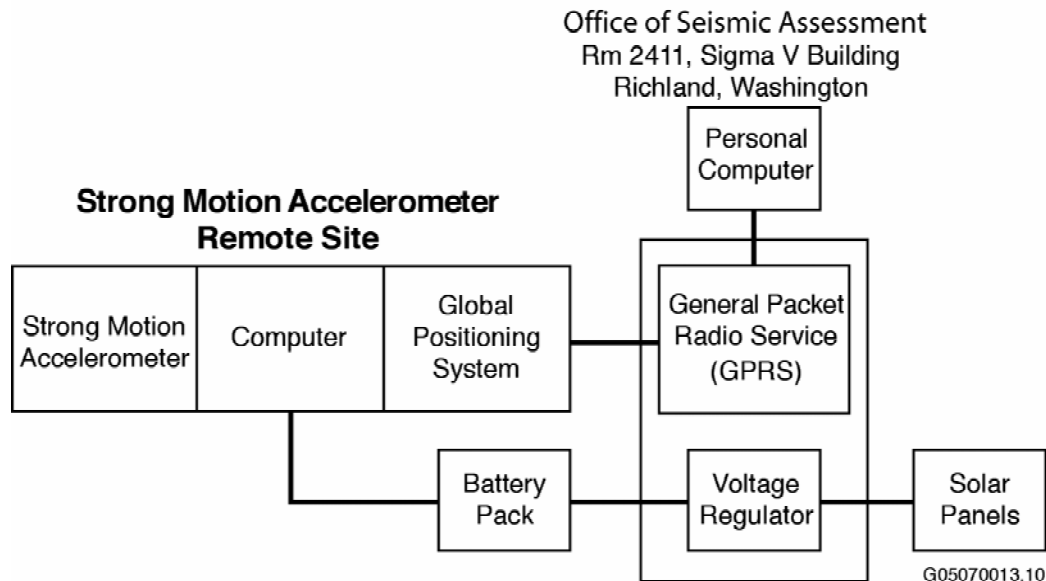 Office of Seismic Assessment
Rm 2411, Sigma V Building
Richland, Washington
Personal
Computer
Strong Motion Accelerometer
Remote Site
Strong Motion
Accelerometer
Computer
Global
Positioning
System
General Packet
Radio Service
(GPRS)
Battery
Pack
Voltage
Regulator
Solar
Panels
G05070013.10